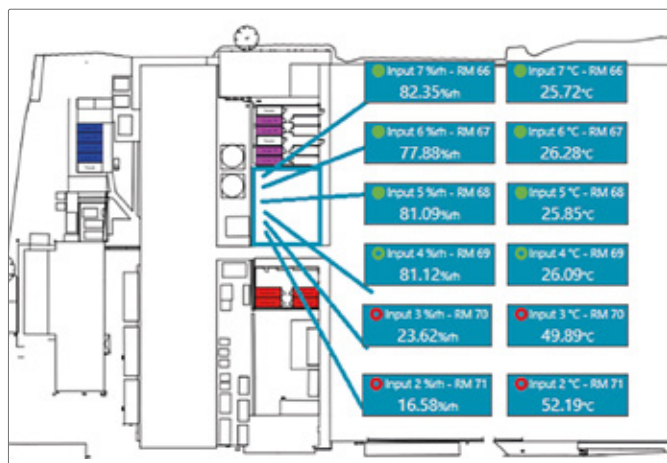 Input 7 %rh - RM 66
82.35%rh
Input 7 °C - RM 66
25.72°C
Input 6 %rh - RM 67
77.88%rh
Input 6 °C - RM 67
26.28°C
Input 5 %rh - RM 68
81.09%rh
Input 5 °C - RM 68
25.85°C
Input 4 %rh - RM 69
81.12%rh
Input 4 °C - RM 69
26.09°C
Input 3 %rh - RM 70
23.62%rh
Input 3 °C - RM 70
49.89°C
Input 2 %rh - RM 71
16.58%rh
Input 2 °C - RM 71
52.19°C